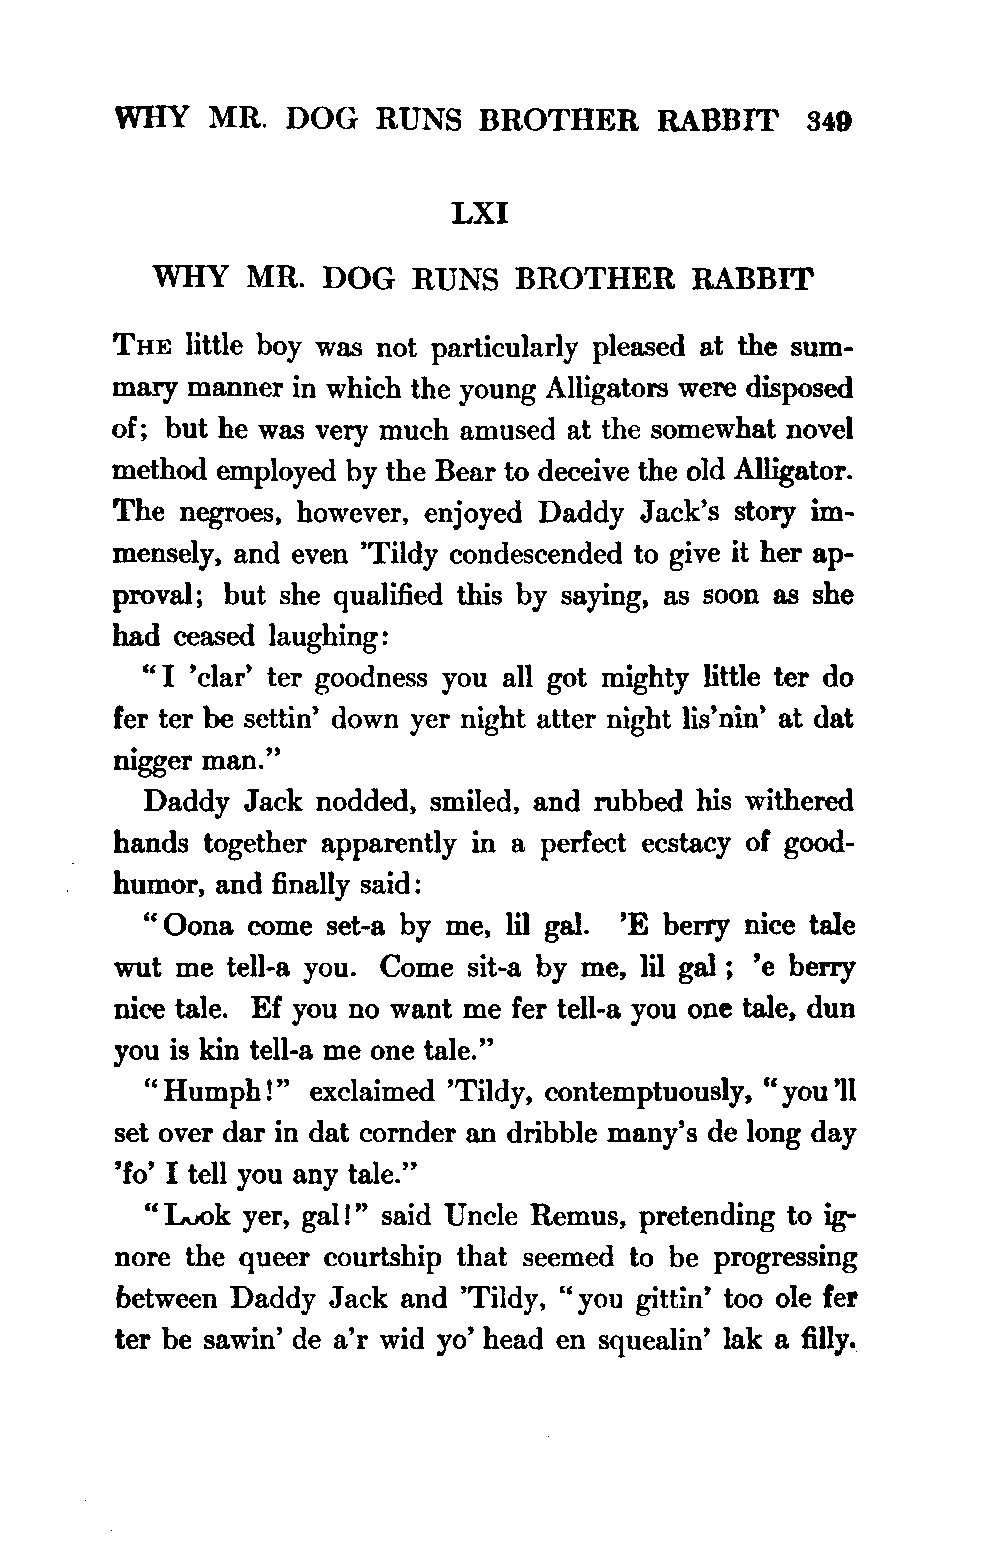 WHY MR. DOG RUNS BROTHER RABBIT 349
LXI
WHY MR. DOG RUNS BROTHER RABBIT
THE little boy was not particularly pleased at the sum-
mary manner in which the young Alligators were disposed
of; but he was very much amused at the somewhat novel
method employed by the Bear to deceive the old Alligator.
The negroes, however, enjoyed Daddy Jack's story im-
mensely, and even 'Tildy condescended to give it her ap-
proval; but she qualified this by saying, as soon as she
had ceased laughing:
"I 'clar' ter goodness you all got mighty little ter do
fer ter be settin' down yer night atter night lis'nin' at dat
nigger man."
Daddy Jack nodded, smiled, and rubbed his withered
hands together apparently in a perfect ecstacy of good-
humor, and finally said:
"Oona come set-a by me, lil gal. 'E berry nice tale
wut me tell-a you. Come sit-a by me, lil gal; 'e berry
nice tale. Ef you no want me fer tell-a you one tale, dun
you is kin tell-a me one tale."
"Humph!" exclaimed 'Tildy, contemptuously, "you 'll
set over dar in dat cornder an dribble many's de long day
'fo' I tell you any tale."
"Look yer, gal!" said Uncle Remus, pretending to ig-
nore the queer courtship that seemed to be progressing
between Daddy Jack and 'Tildy, "you gittin' too ole fer
ter be sawin' de a'r wid yo' head en squealin' lak a filly.